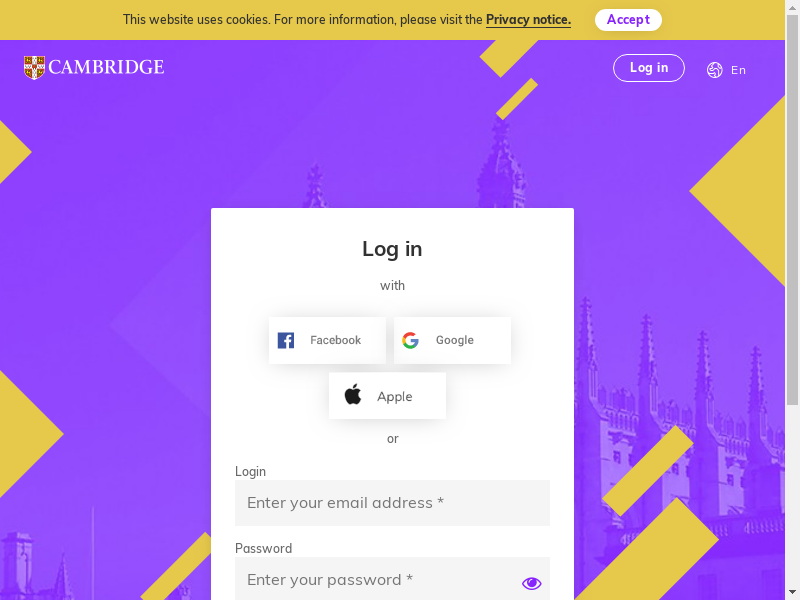 This website uses cookies. For more information, please visit the Privacy notice.
Accept
CAMBRIDGE
Log in
En
Log in
with
Facebook
Google
Apple
or
Login
Enter your email address *
Password
Enter your password *